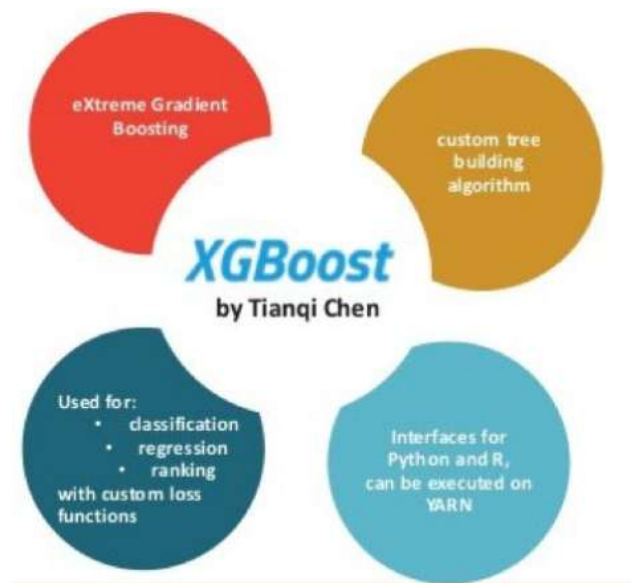 eXtreme Gradient
Boosting
custom tree
building
algorithm
XGBoost
by Tianqi Chen
Used for:
• classification
• regression
• ranking
with custom loss
functions
Interfaces for
Python and R,
can be executed on
YARN